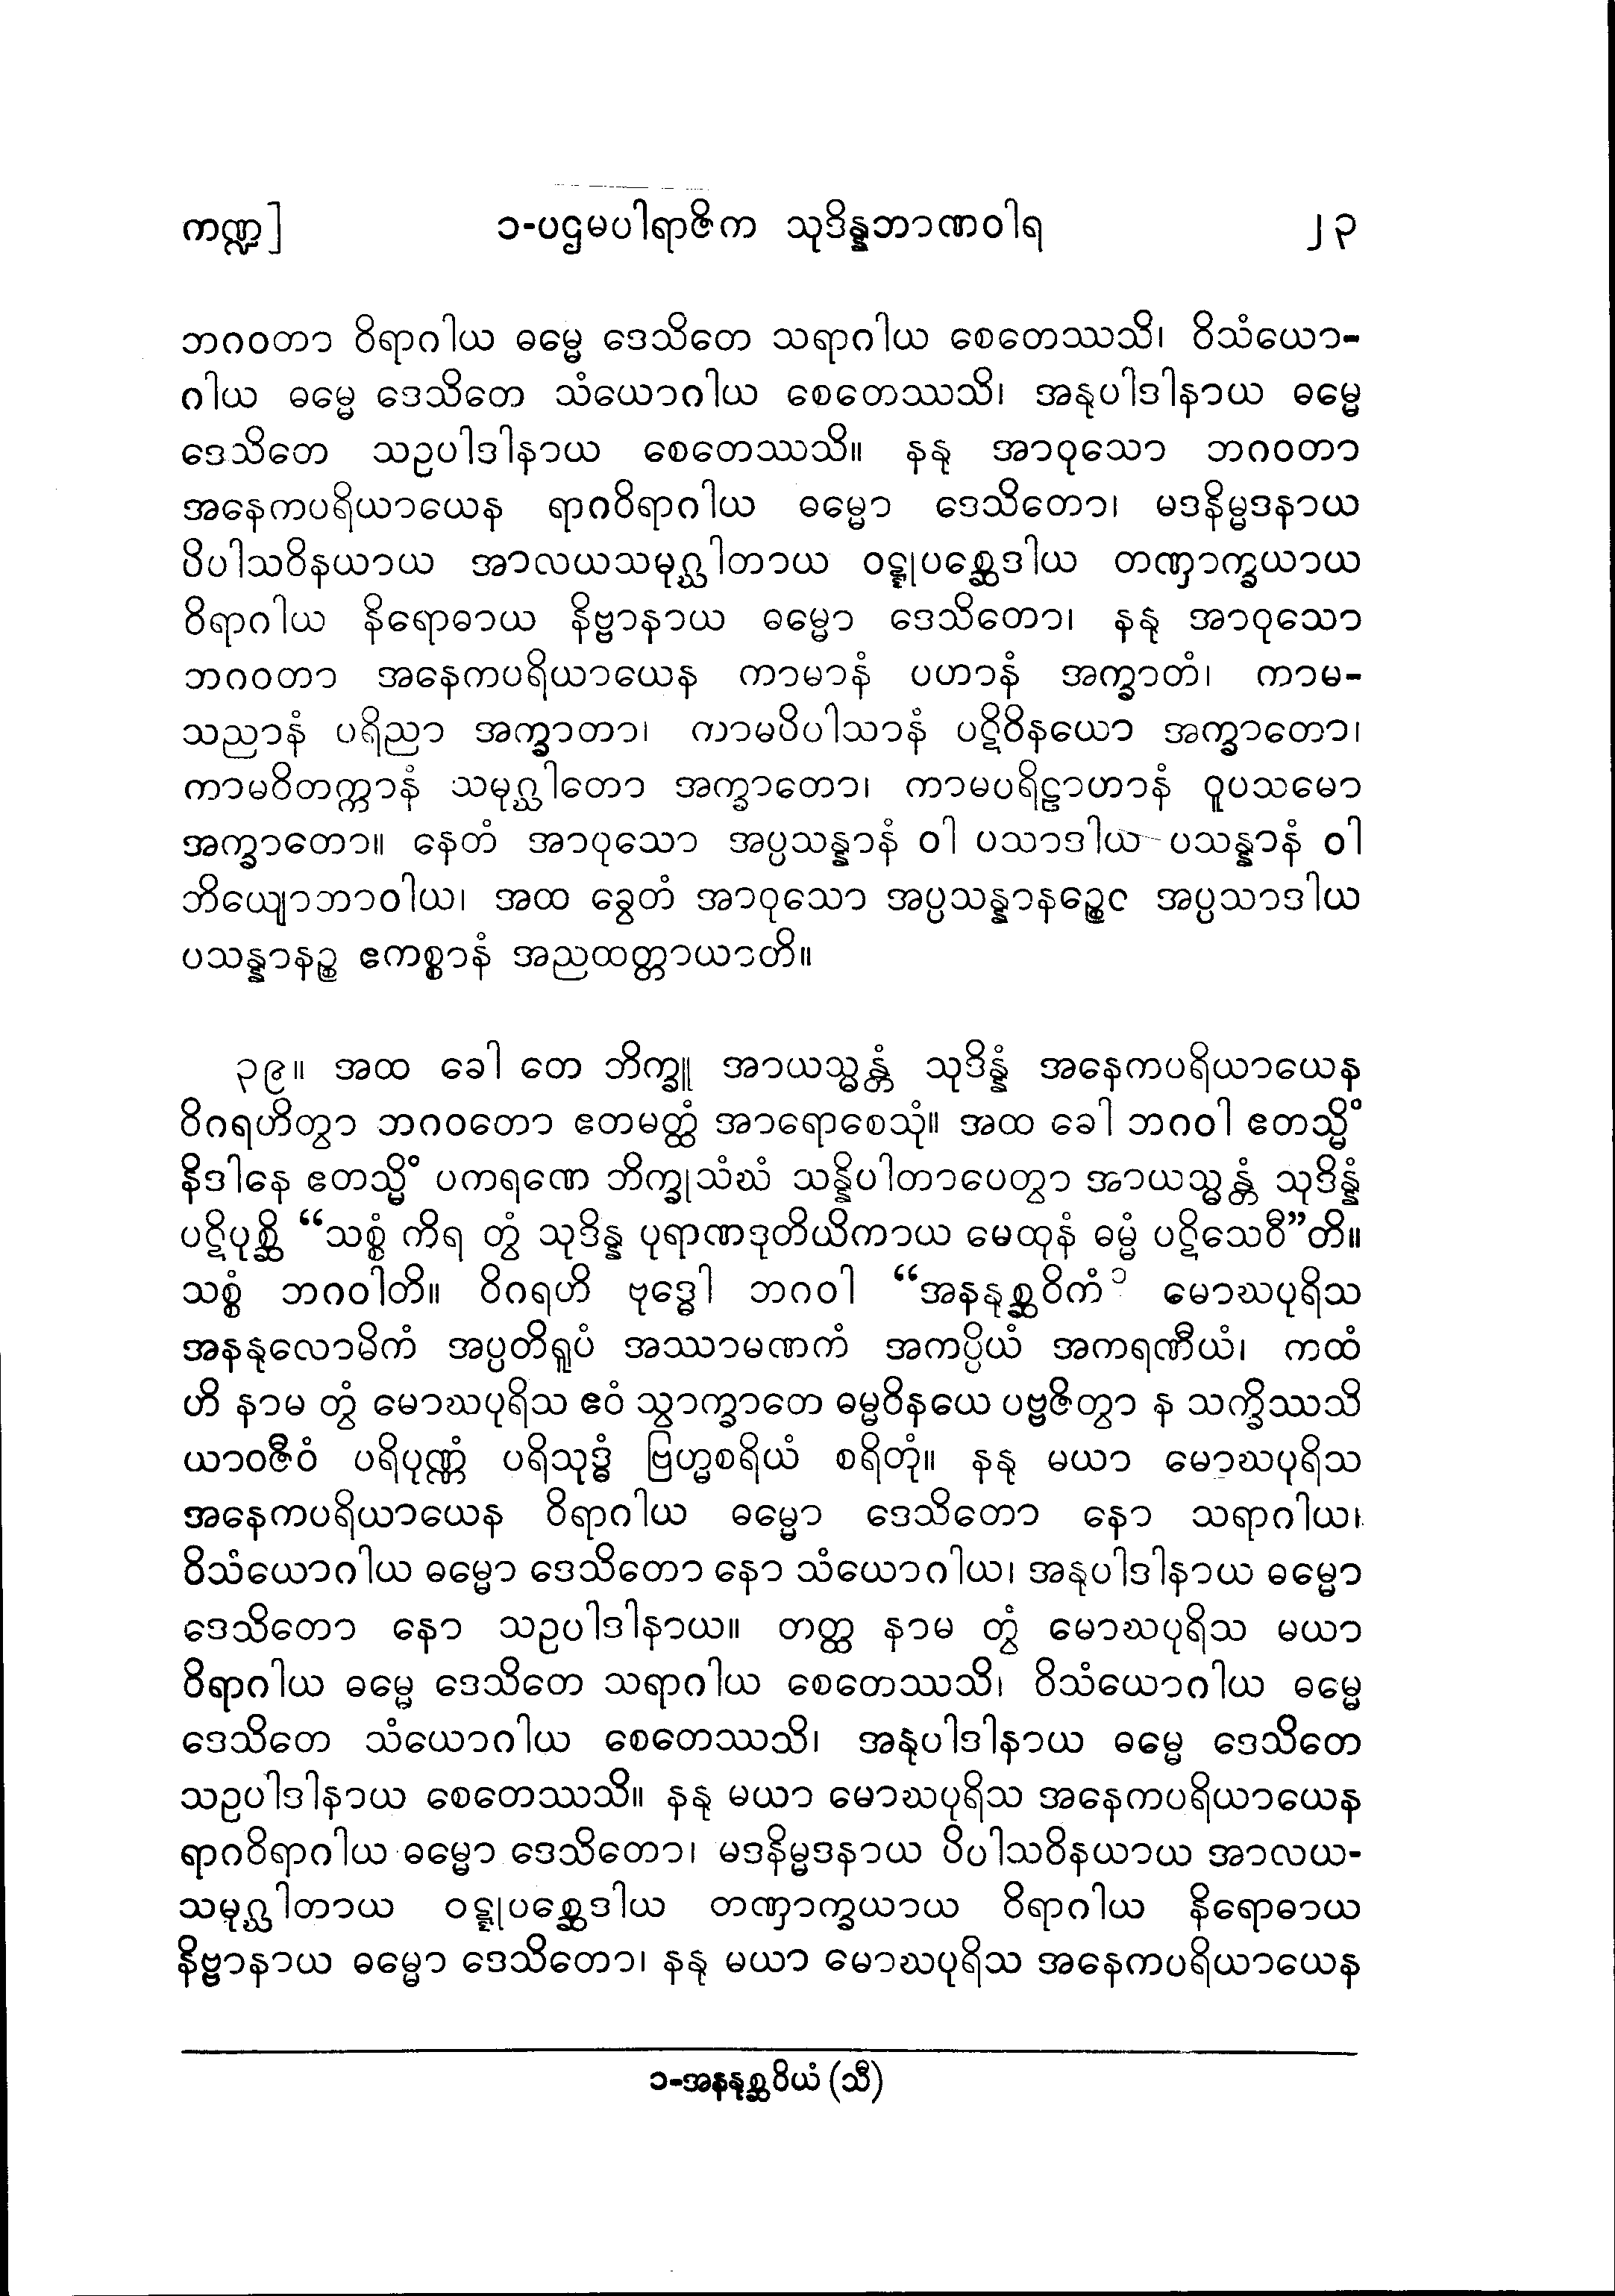 ကဏ္ဍ] ၁-ပဌမပါရာဇိက သုဒိန္နဘာဏဝါရ ၂၃
ဘဂဝတာ ဝိရာဂါယ ဓမ္မေ ဒေသိတေ သရာဂါယ စေတေဿသိ၊ ဝိသံယော-
ဂါယ ဓမ္မေ ဒေသိတေ သံယောဂါယ စေတေဿသိ၊ အနုပါဒါနာယ ဓမ္မေ
ဒေသိတေ သဥပါဒါနာယ စေတေဿသိ။ နနု အာဝုသော ဘဂဝတာ
အနေကပရိယာယေန ရာဂဝိရာဂါယ ဓမ္မော ဒေသိတော၊ မဒနိမ္မဒနာယ
ပိပါသဝိနယာယ အာလယသမုဂ္ဃါတာယ ဝဋ္ဋုပစ္ဆေဒါယ တဏှာက္ခယာယ
ဝိရာဂါယ နိရောဓာယ နိဗ္ဗာနာယ ဓမ္မော ဒေသိတော၊ နနု အာဝုသော
ဘဂဝတာ အနေကပရိယာယေန ကာမာနံ ပဟာနံ အက္ခာတံ၊ ကာမ-
သညာနံ ပရိညာ အက္ခာတာ၊ ကာမပိပါသာနံ ပဋိဝိနယော အက္ခာတော၊
ကာမဝိတက္ကာနံ သမုဂ္ဃါတော အက္ခာတော၊ ကာမပရိဠာဟာနံ ဝူပသမော
အက္ခာတော။ နေတံ အာဝုသော အပ္ပသန္နာနံ ဝါ ပသာဒါယ ပသန္နာနံ ဝါ
ဘိယျောဘာဝါယ၊ အထ ခွေတံ အာဝုသော အပ္ပသန္နာနဉ္စေဝ အပ္ပသာဒါယ
ပသန္နာနဉ္စ ဧကစ္စာနံ အညထတ္တာယာတိ။
၃၉။ အထ ခေါ တေ ဘိက္ခူ အာယသ္မန္တံ သုဒိန္နံ အနေကပရိယာယေန
ဝိဂရဟိတွာ ဘဂဝတော ဧတမတ္ထံ အာရောစေသုံ။ အထ ခေါ ဘဂဝါ ဧတသ္မိံ
နိဒါနေ ဧတသ္မိံ ပကရဏေ ဘိက္ခုသံဃံ သန္နိပါတာပေတွာ အာယသ္မန္တံ သုဒိန္နံ
ပဋိပုစ္ဆိ “သစ္စံ ကိရ တွံ သုဒိန္န ပုရာဏဒုတိယိကာယ မေထုနံ ဓမ္မံ ပဋိသေဝီ”တိ။
သစ္စံ ဘဂဝါတိ။ ဝိဂရဟိ ဗုဒ္ဓေါ ဘဂဝါ “အနနုစ္ဆဝိကံ ၁ မောဃပုရိသ
အနနုလောမိကံ အပ္ပတိရူပံ အဿာမဏကံ အကပ္ပိယံ အကရဏီယံ၊ ကထံ
ဟိ နာမ တွံ မောဃပုရိသ ဧဝံ သွာက္ခာတေ ဓမ္မဝိနယေ ပဗ္ဗဇိတွာ န သက္ခိဿသိ
ယာဝဇီဝံ ပရိပုဏ္ဏံ ပရိသုဒ္ဓံ ဗြဟ္မစရိယံ စရိတုံ။ နနု မယာ မောဃပုရိသ
အနေကပရိယာယေန ဝိရာဂါယ ဓမ္မော ဒေသိတော နော သရာဂါယ၊
ဝိသံယောဂါယ ဓမ္မော ဒေသိတော နော သံယောဂါယ၊ အနုပါဒါနာယ ဓမ္မော
ဒေသိတော နော သဥပါဒါနာယ။ တတ္ထ နာမ တွံ မောဃပုရိသ မယာ
ဝိရာဂါယ ဓမ္မေ ဒေသိတေ သရာဂါယ စေတေဿသိ၊ ဝိသံယောဂါယ ဓမ္မေ
ဒေသိတေ သံယောဂါယ စေတေဿသိ၊ အနုပါဒါနာယ ဓမ္မေ ဒေသိတေ
သဥပါဒါနာယ စေတေဿသိ။ နနု မယာ မောဃပုရိသ အနေကပရိယာယေန
ရာဂဝိရာဂါယ ဓမ္မော ဒေသိတော၊ မဒနိမ္မဒနာယ ပိပါသဝိနယာယ အာလယ-
သမုဂ္ဃါတာယ ဝဋ္ဋုပစ္ဆေဒါယ တဏှာက္ခယာယ ဝိရာဂါယ နိရောဓာယ
နိဗ္ဗာနာယ ဓမ္မော ဒေသိတော၊ နနု မယာ မောဃပုရိသ အနေကပရိယာယေန
၁-အနနုစ္ဆဝိယံ (သီ)